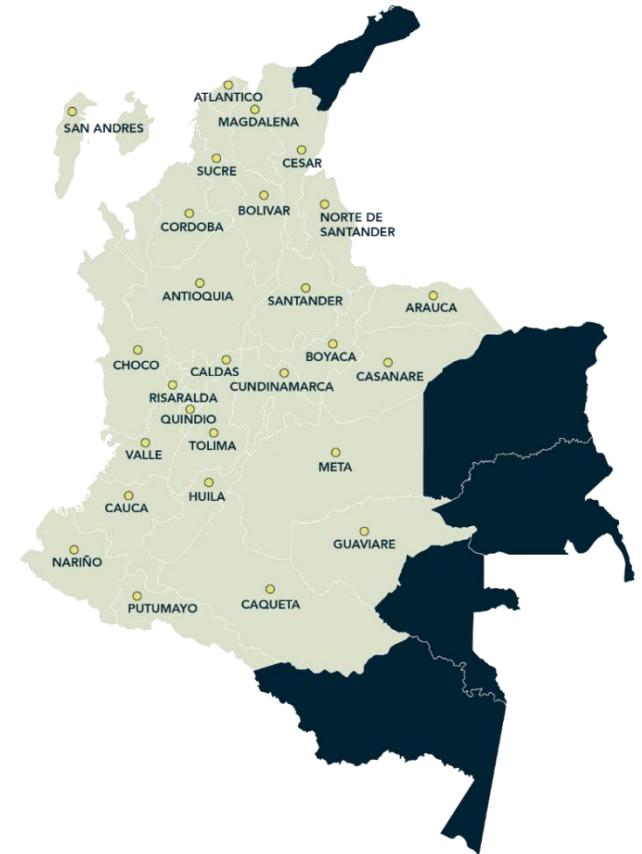 ATLANTICO
MAGDALENA
SAN ANDRES
CESAR
SUCRE
BOLIVAR
NORTE DE
SANTANDER
CORDOBA
ANTIOQUIA
SANTANDER
ARAUCA
BOYACA
CHOCO
CALDAS
CASANARE
CUNDINAMARCA
RISARALDA
QUINDIO
TOLIMA
VALLE
META
HUILA
CAUCA
GUAVIARE
NARIÑO
CAQUETA
PUTUMAYO